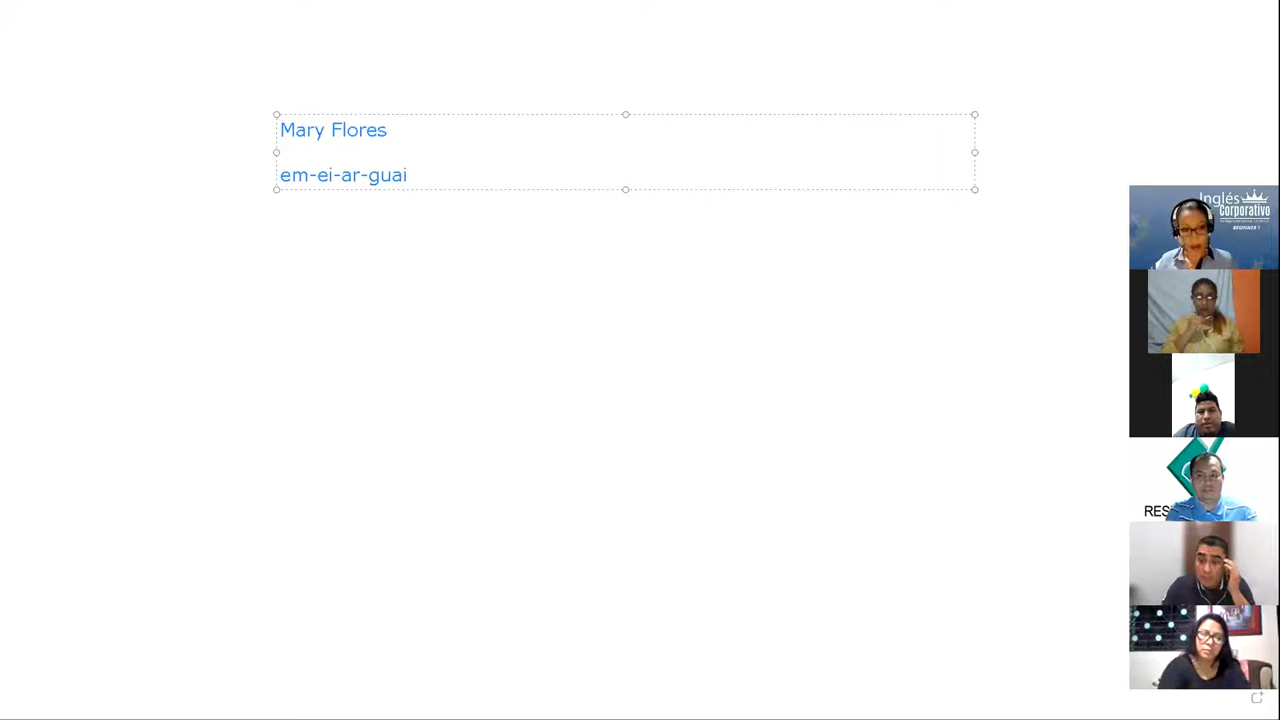 Mary Flores
em-ei-ar-guai
Inglés
Corporativo
BEGINNER 1
RES